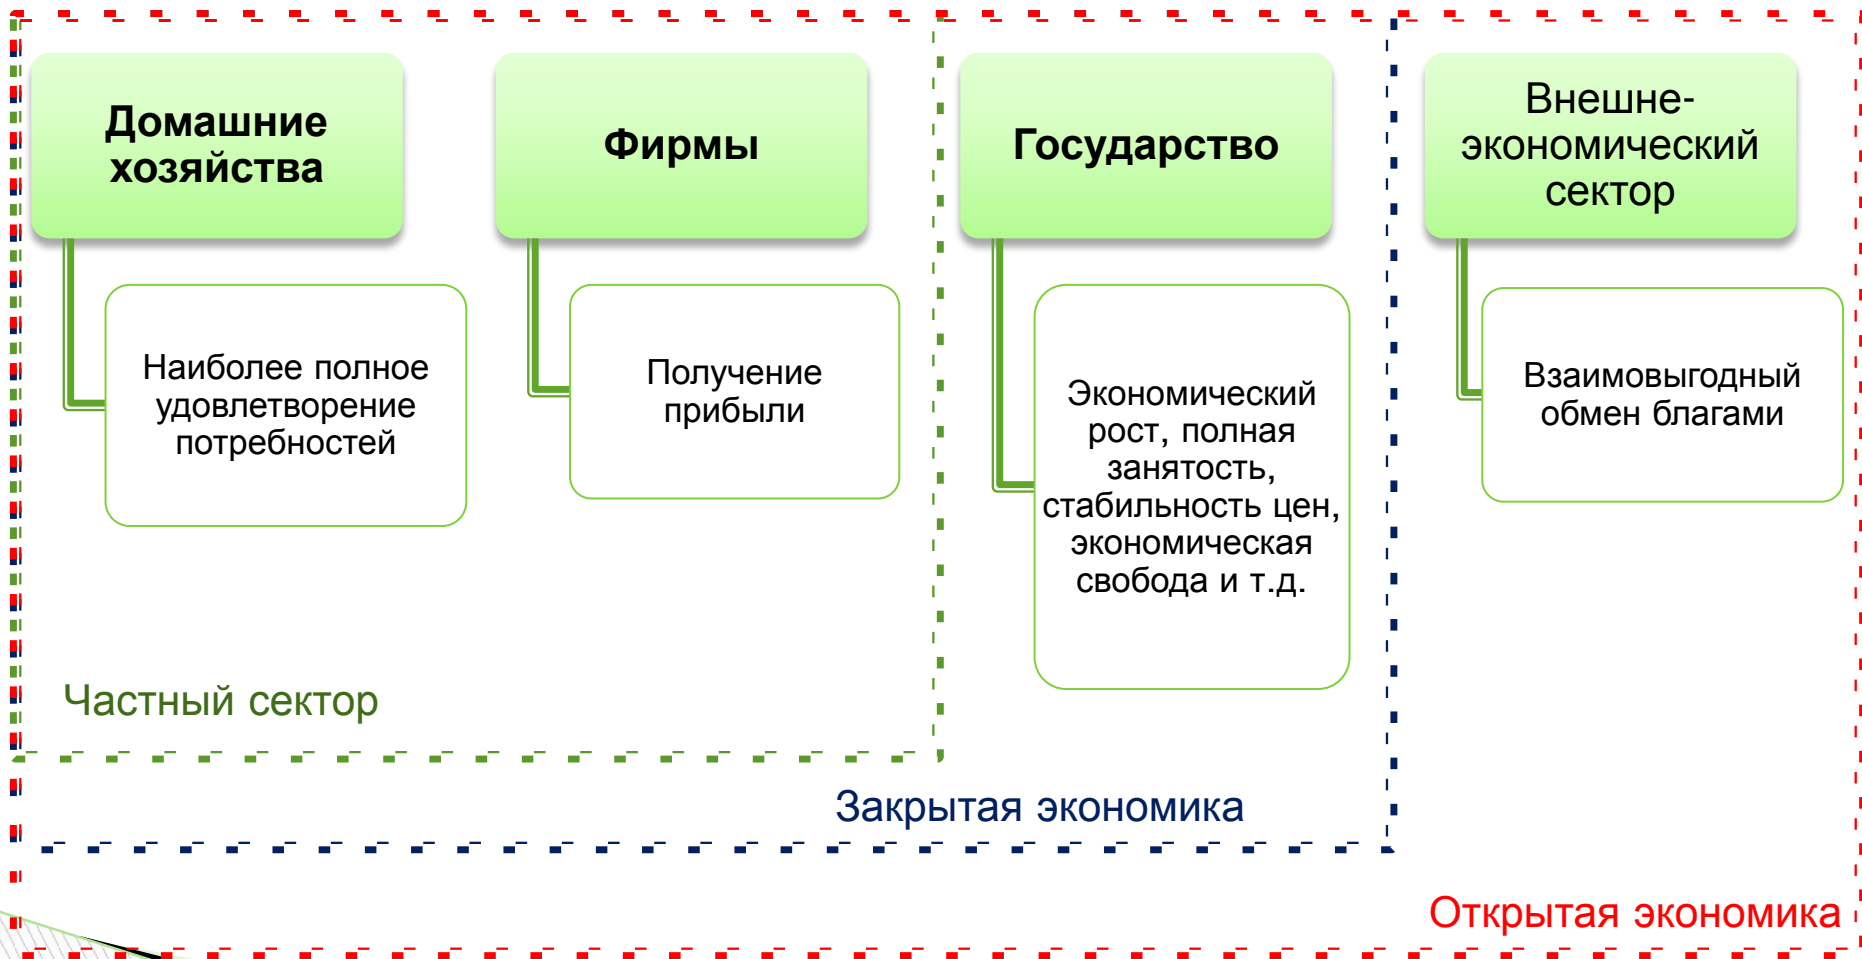 Домашние
хозяйства
Наиболее полное
удовлетворение
потребностей
Фирмы
Получение
прибыли
Государство
Экономический
рост, полная
занятость,
стабильность цен,
экономическая
свобода и т.д.
Внешне-
экономический
сектор
Взаимовыгодный
обмен благами
Частный сектор
Закрытая экономика
Открытая экономика